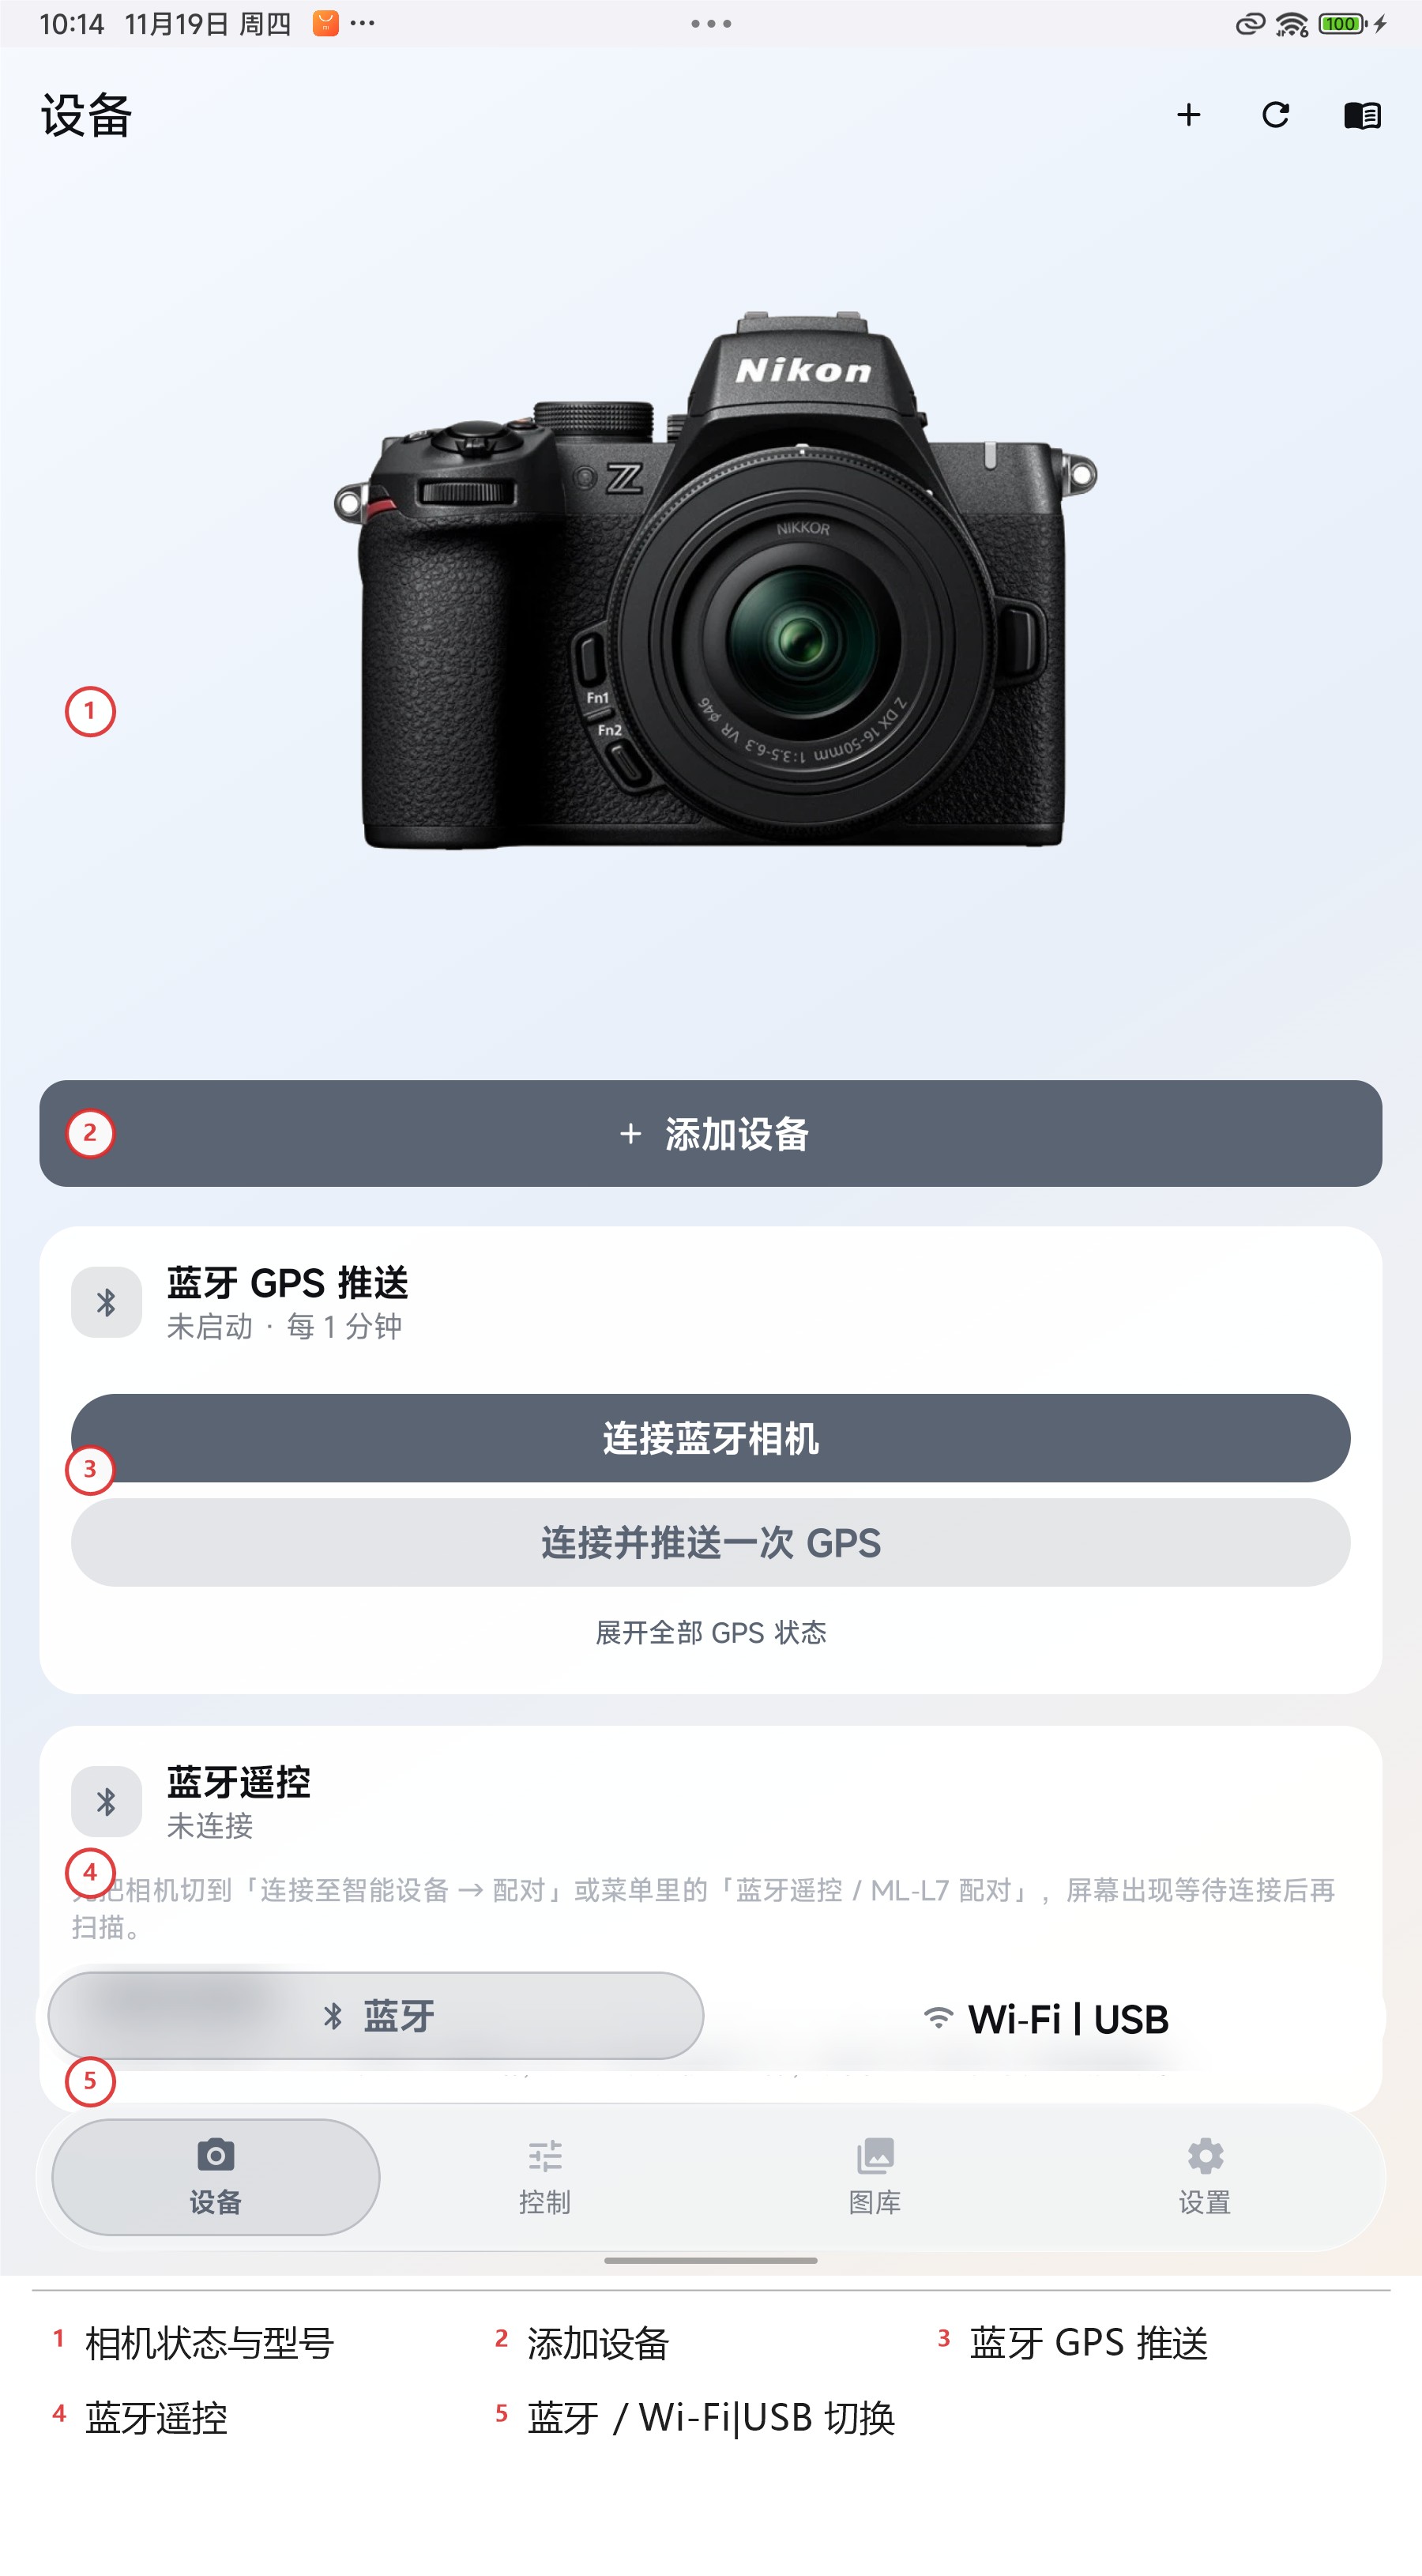 10:14 11月19日 周四 ••• 100
设备
Nikon
Z
NIKKOR
Fn1
Fn2
Z DX 16-50mm 1:3.5-6.3 VR φ46
1
2 + 添加设备
蓝牙 GPS 推送
未启动 · 每 1 分钟
连接蓝牙相机
3
连接并推送一次 GPS
展开全部 GPS 状态
蓝牙遥控
未连接
4
把相机切到「连接至智能设备 → 配对」或菜单里的「蓝牙遥控 / ML-L7 配对」，屏幕出现等待连接后再
扫描。
蓝牙 Wi-Fi | USB
5
设备 控制 图库 设置
1 相机状态与型号 2 添加设备 3 蓝牙 GPS 推送
4 蓝牙遥控 5 蓝牙 / Wi-Fi|USB 切换